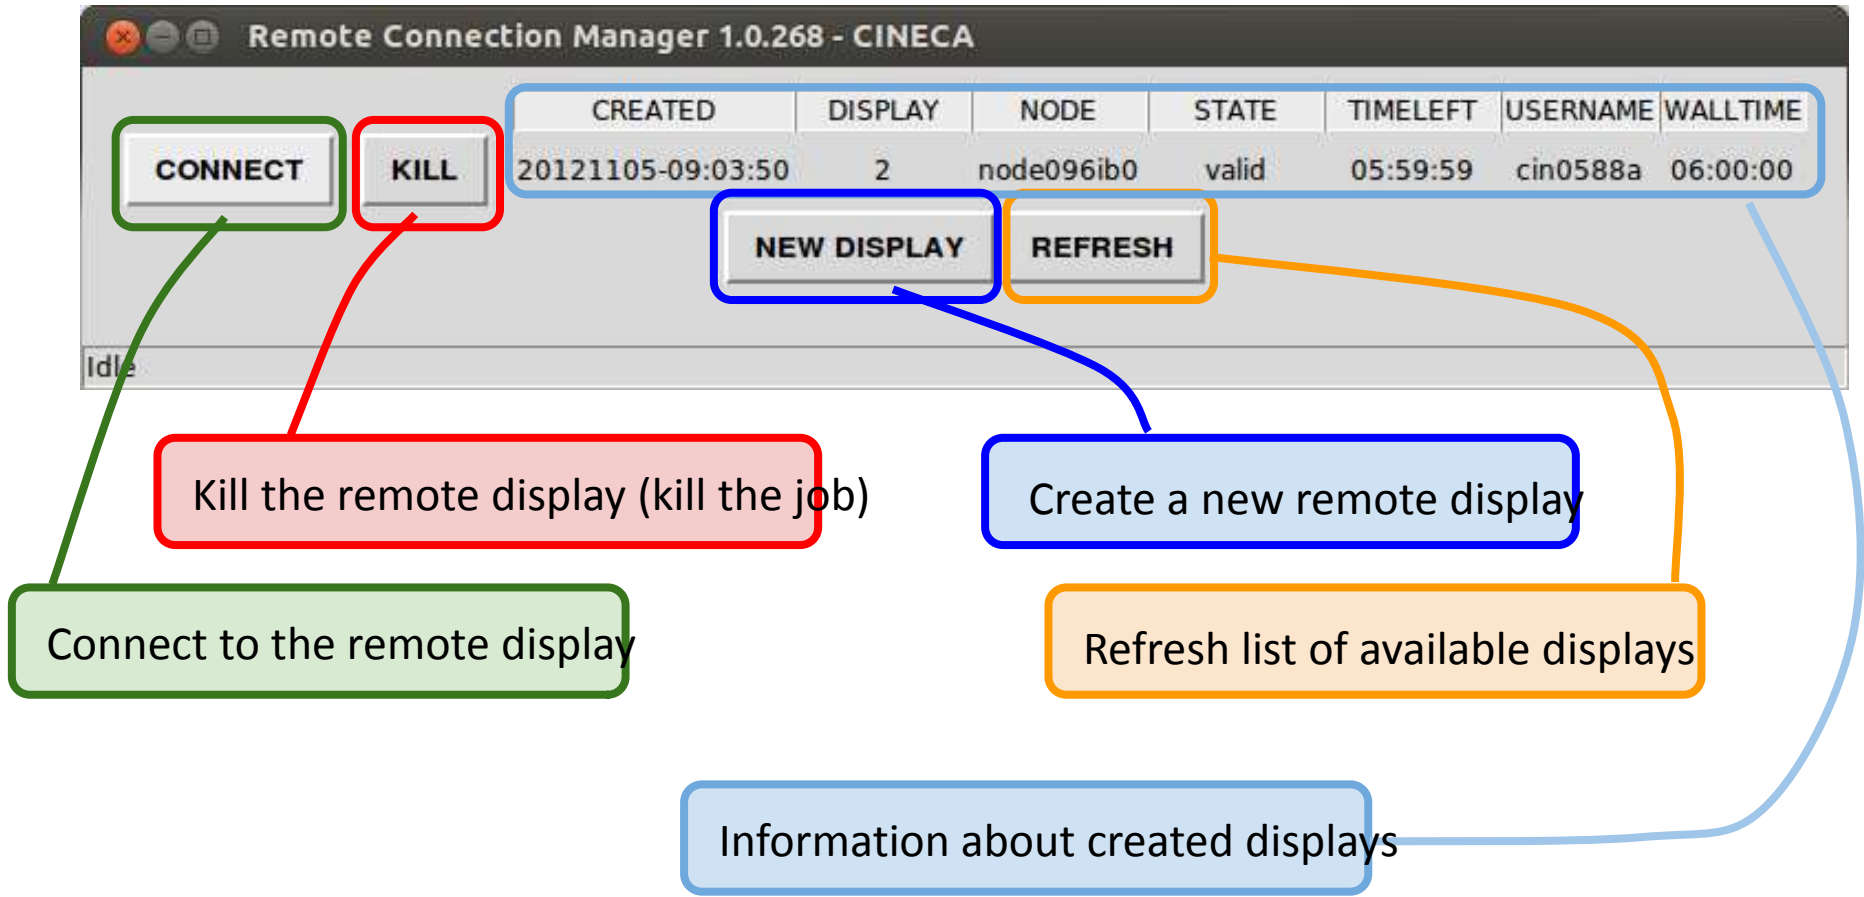 Remote Connection Manager 1.0.268 - CINECA
CREATED DISPLAY NODE STATE TIMELEFT USERNAME WALLTIME
CONNECT KILL 20121105-09:03:50 2 node096ib0 valid 05:59:59 cin0588a 06:00:00
NEW DISPLAY REFRESH
Idle
Kill the remote display (kill the job)
Create a new remote display
Connect to the remote display
Refresh list of available displays
Information about created displays